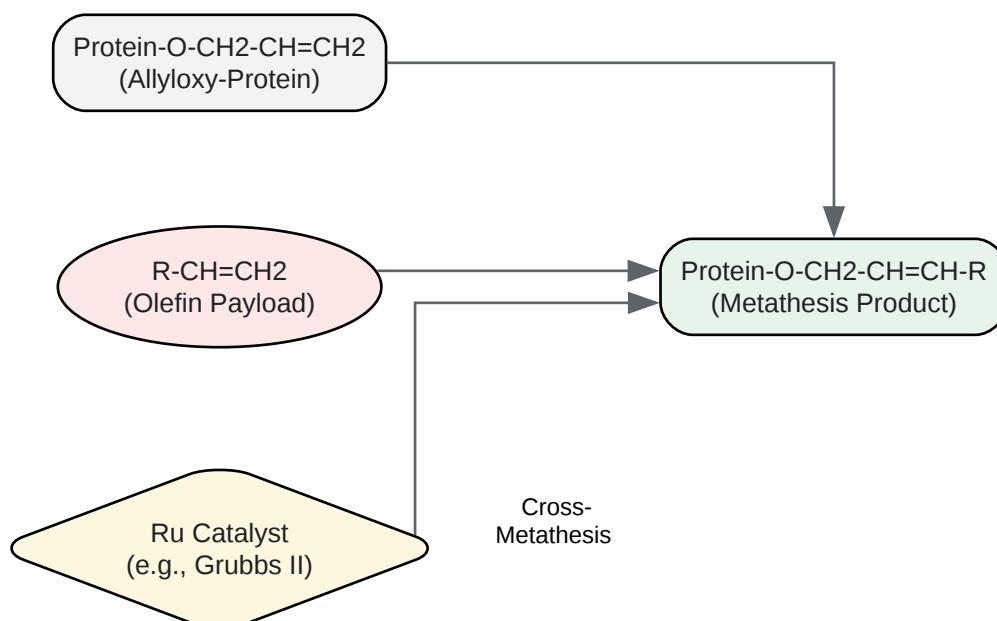 Protein-O-CH2-CH=CH2
(Allyloxy-Protein)
R-CH=CH2
(Olefin Payload)
Protein-O-CH2-CH=CH-R
(Metathesis Product)
Ru Catalyst
(e.g., Grubbs II)
Cross-
Metathesis